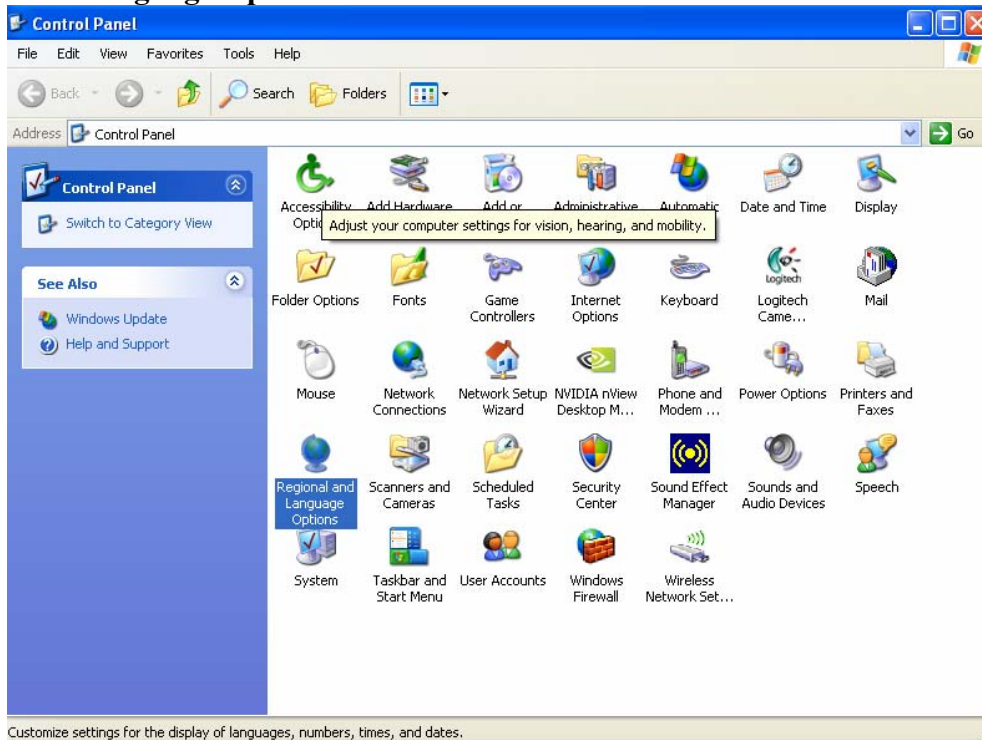 Control Panel
File Edit View Favorites Tools Help
Back Search Folders
Address Control Panel Go
Control Panel
Switch to Category View
See Also
Windows Update
Help and Support
Accessibility Add Hardware Add or Administrative Automatic Date and Time Display
Adjust your computer settings for vision, hearing, and mobility.
Folder Options Fonts Game Internet Keyboard Logitech Mail
Controllers Options Came...
Logitech
Mouse Network Network Setup NVIDIA nView Phone and Power Options Printers and
Connections Wizard Desktop M... Modem ... Faxes
Regional and Scanners and Scheduled Security Sound Effect Sounds and Speech
Language Cameras Tasks Center Manager Audio Devices
Options
System Taskbar and User Accounts Windows Wireless
Start Menu Firewall Network Set...
Customize settings for the display of languages, numbers, times, and dates.